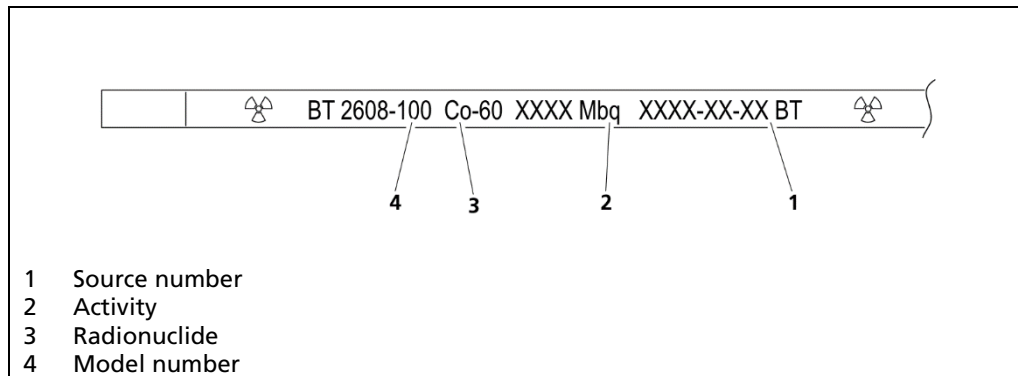 BT 2608-100 Co-60 XXXX Mbq XXXX-XX-XX BT
4 3 2 1
1 Source number
2 Activity
3 Radionuclide
4 Model number